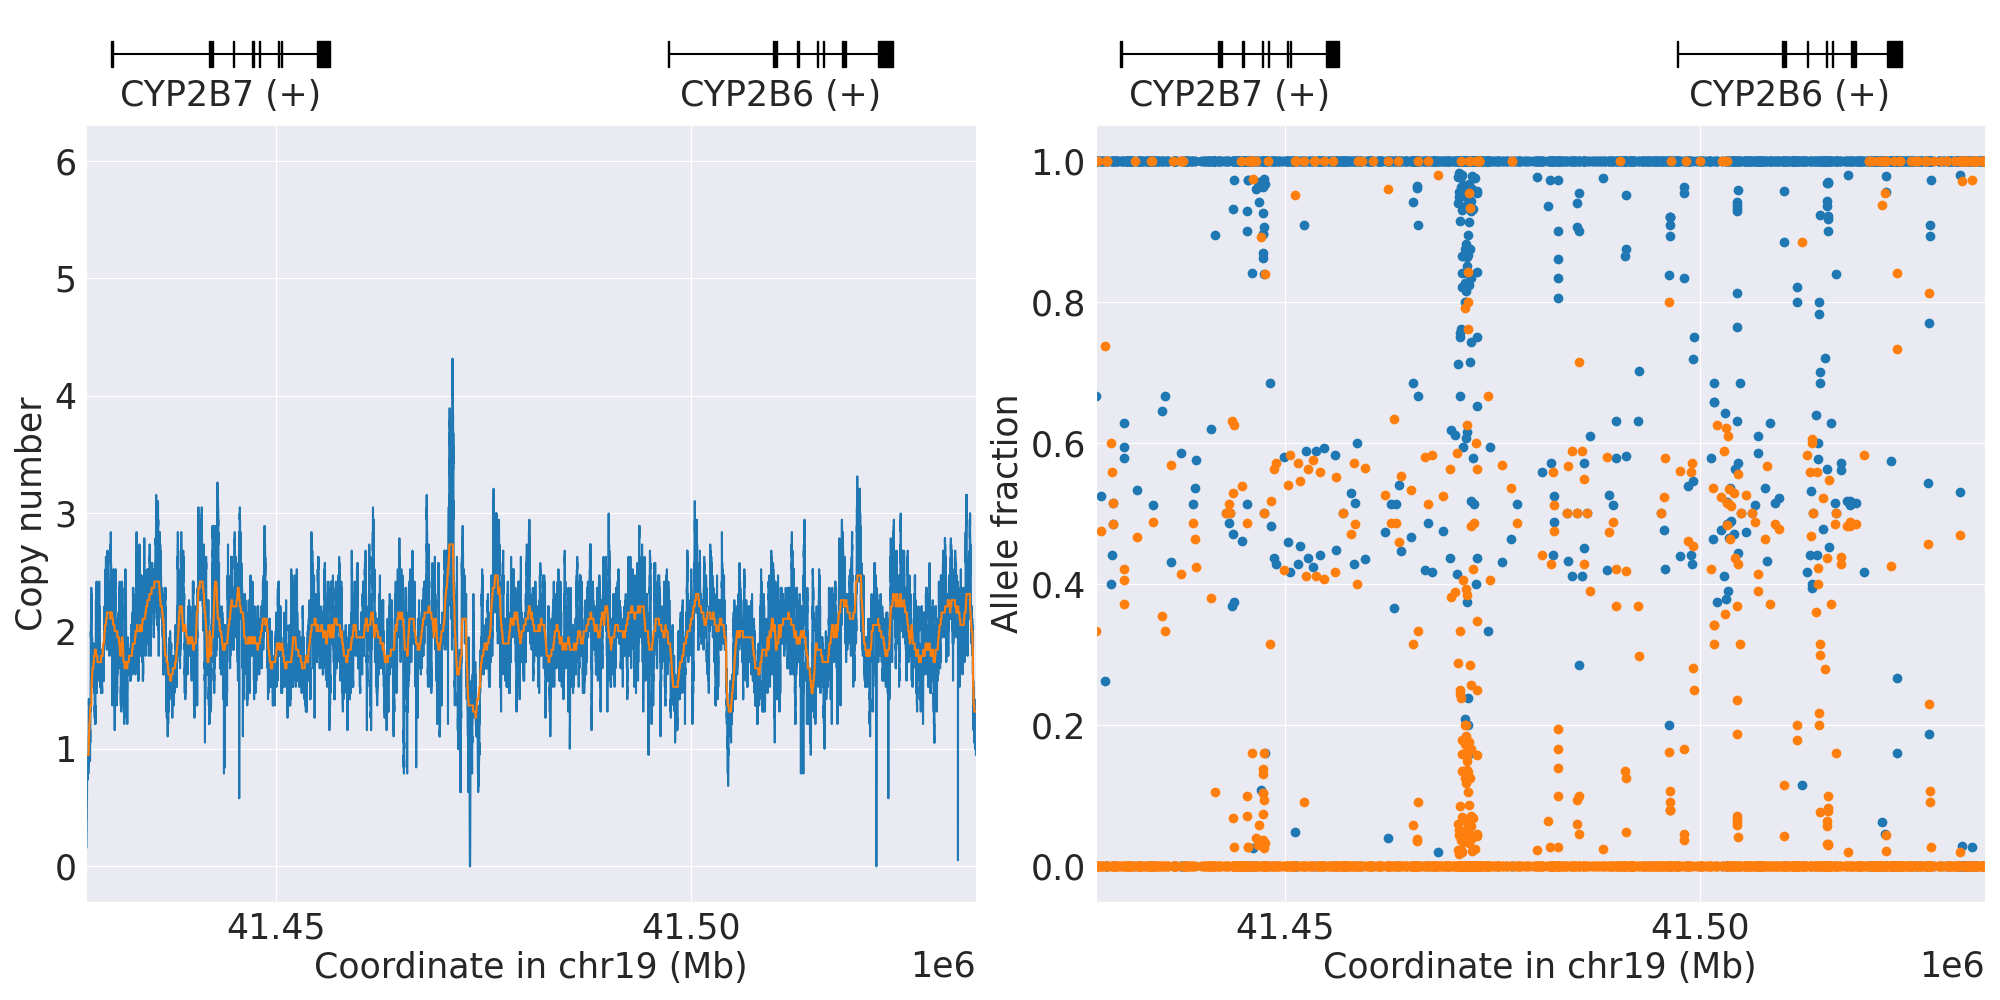 CYP2B7 (+)
CYP2B6 (+)
6
5
4
3
2
1
0
Copy number
41.45
41.50
Coordinate in chr19 (Mb)
1e6
CYP2B7 (+)
CYP2B6 (+)
1.0
0.8
0.6
0.4
0.2
0.0
Allele fraction
41.45
41.50
Coordinate in chr19 (Mb)
1e6